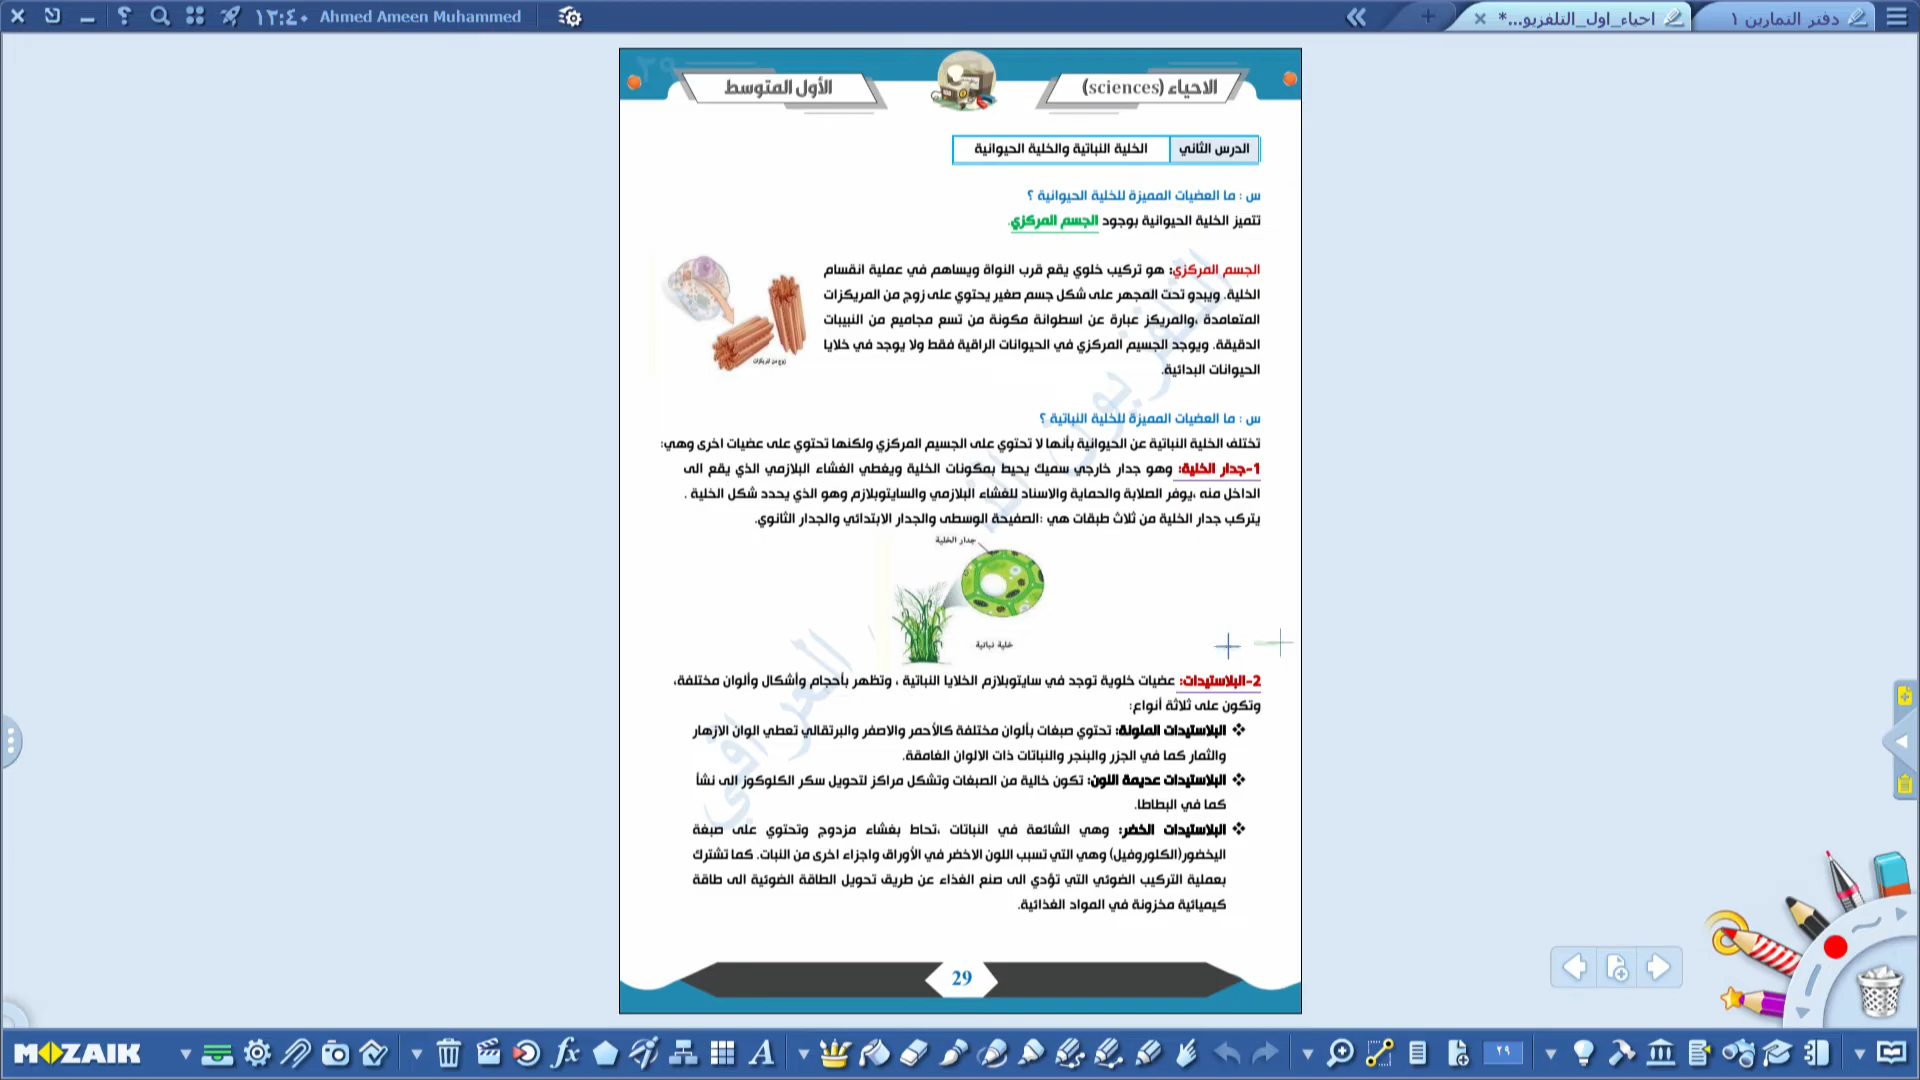 ١٢:٤٠ Ahmed Ameen Muhammed
احياء_اول_التلفزيو...*
دفتر التمارين ١
الاحياء (sciences)
الأول المتوسط
الدرس الثاني
الخلية النباتية والخلية الحيوانية
س : ما العضيات المميزة للخلية الحيوانية ؟
تتميز الخلية الحيوانية بوجود الجسم المركزي.
الجسم المركزي: هو تركيب خلوي يقع قرب النواة ويساهم في عملية انقسام
الخلية. ويبدو تحت المجهر على شكل جسم صغير يحتوي على زوج من المريكزات
المتعامدة ،والمريكز عبارة عن اسطوانة مكونة من تسع مجاميع من النبيبات
الدقيقة. ويوجد الجسيم المركزي في الحيوانات الراقية فقط ولا يوجد في خلايا
الحيوانات البدائية.
زوج من المريكزات
س : ما العضيات المميزة للخلية النباتية ؟
تختلف الخلية النباتية عن الحيوانية بأنها لا تحتوي على الجسيم المركزي ولكنها تحتوي على عضيات اخرى وهي:
1-جدار الخلية: وهو جدار خارجي سميك يحيط بمكونات الخلية ويغطي الغشاء البلازمي الذي يقع الى
الداخل منه ،يوفر الصلابة والحماية والاسناد للغشاء البلازمي والسايتوبلازم وهو الذي يحدد شكل الخلية .
يتركب جدار الخلية من ثلاث طبقات هي :الصفيحة الوسطى والجدار الابتدائي والجدار الثانوي.
جدار الخلية
خلية نباتية
2-البلاستيدات: عضيات خلوية توجد في سايتوبلازم الخلايا النباتية ، وتظهر بأحجام وأشكال وألوان مختلفة،
وتكون على ثلاثة أنواع:
❖ البلاستيدات الملونة: تحتوي صبغات بألوان مختلفة كالأحمر والاصفر والبرتقالي تعطي الوان الازهار
والثمار كما في الجزر والبنجر والنباتات ذات الالوان الغامقة.
❖ البلاستيدات عديمة اللون: تكون خالية من الصبغات وتشكل مراكز لتحويل سكر الكلوكوز الى نشأ
كما في البطاطا.
❖ البلاستيدات الخضر: وهي الشائعة في النباتات ،تحاط بغشاء مزدوج وتحتوي على صبغة
اليخضور(الكلوروفيل) وهي التي تسبب اللون الاخضر في الأوراق واجزاء اخرى من النبات. كما تشترك
بعملية التركيب الضوئي التي تؤدي الى صنع الغذاء عن طريق تحويل الطاقة الضوئية الى طاقة
كيميائية مخزونة في المواد الغذائية.
29
MOZAIK
٢٩